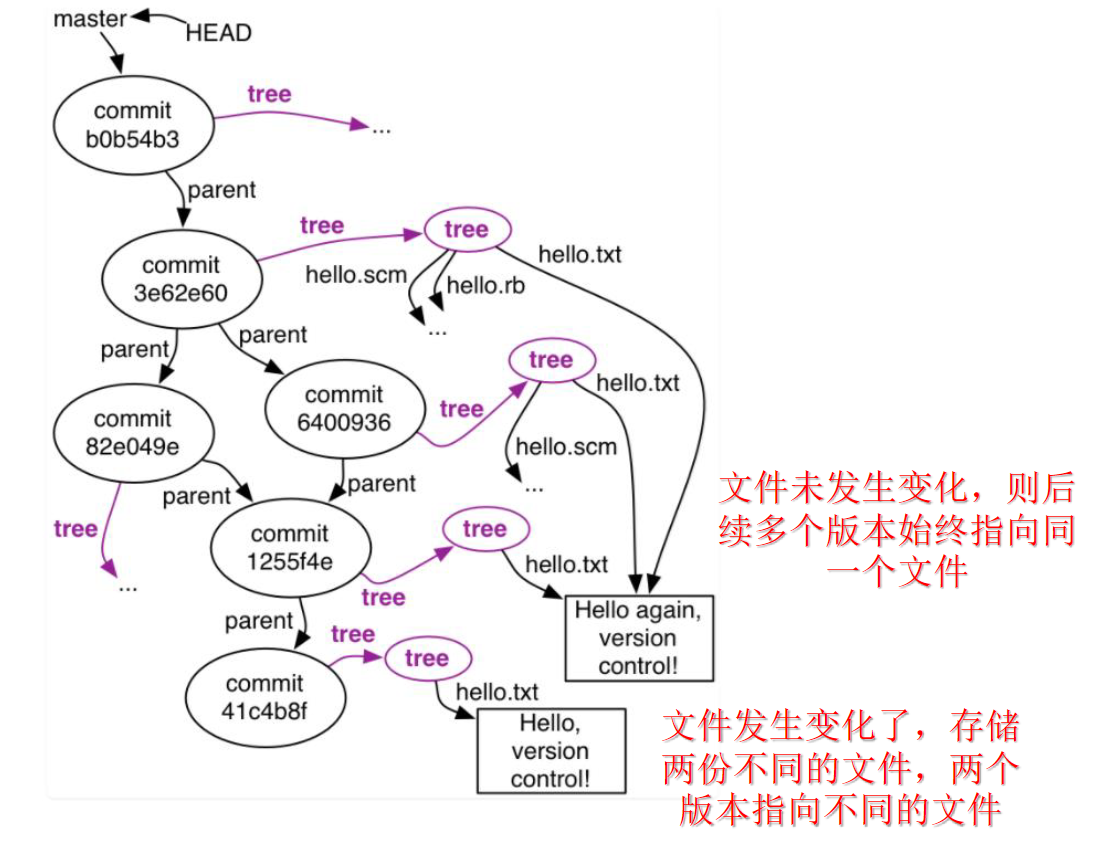 master
HEAD
commit
b0b54b3
tree
...
parent
commit
3e62e60
tree
tree
hello.scm
hello.rb
hello.txt
...
parent
parent
commit
82e049e
commit
6400936
tree
tree
hello.txt
hello.scm
...
parent
parent
tree
...
commit
1255f4e
tree
tree
hello.txt
Hello again,
version
control!
parent
commit
41c4b8f
tree
tree
hello.txt
Hello,
version
control!
文件未发生变化，则后
续多个版本始终指向同
一个文件
文件发生变化了，存储
两份不同的文件，两个
版本指向不同的文件